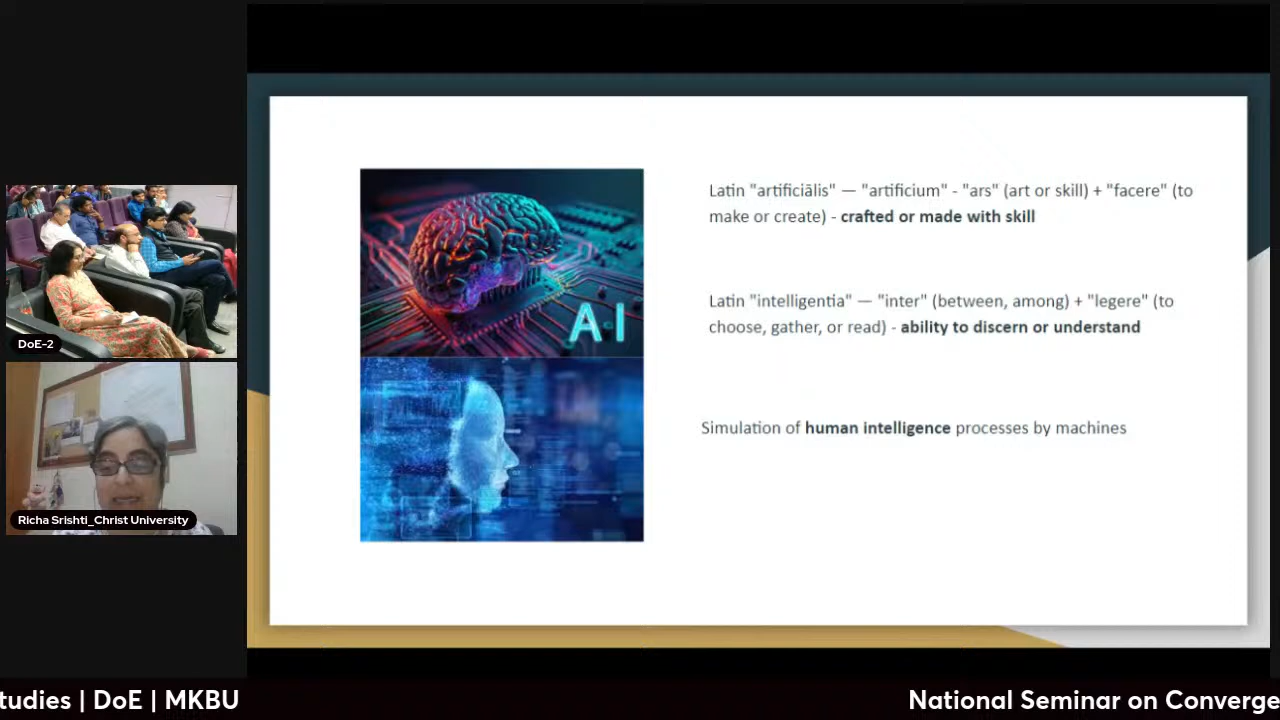 Latin "artificiālis" — "artificium" - "ars" (art or skill) + "facere" (to
make or create) - crafted or made with skill
Latin "intelligentia" — "inter" (between, among) + "legere" (to
choose, gather, or read) - ability to discern or understand
Simulation of human intelligence processes by machines
AI
DoE-2
Richa Srishti_Christ University
tudies | DoE | MKBU
National Seminar on Converge